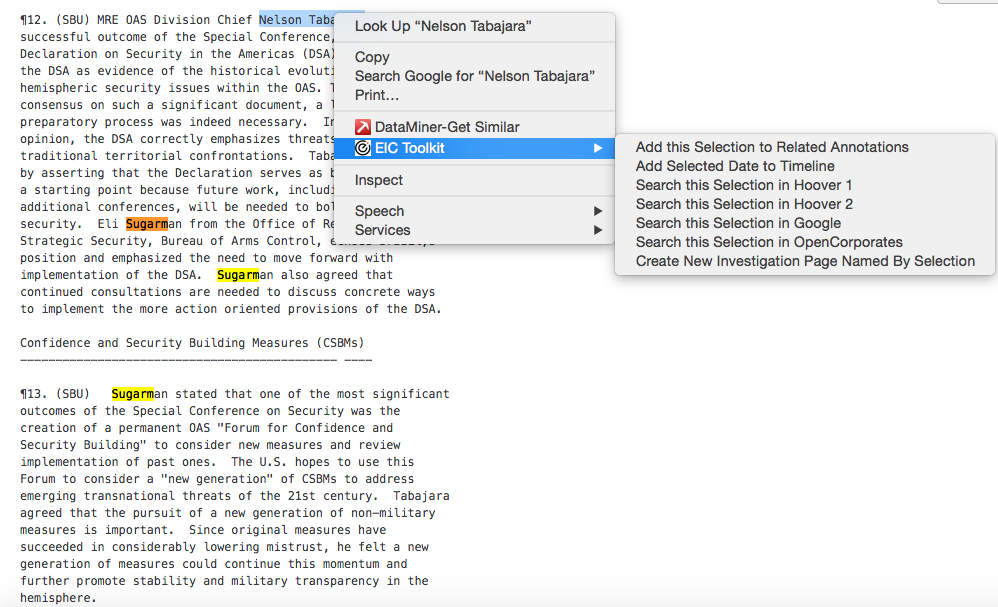 ¶12. (SBU) MRE OAS Division Chief Nelson Taba
successful outcome of the Special Conference,
Declaration on Security in the Americas (DSA)
the DSA as evidence of the historical evoluti
hemispheric security issues within the OAS. T
consensus on such a significant document, a l
preparatory process was indeed necessary. In
opinion, the DSA correctly emphasizes threats
traditional territorial confrontations. Taba
by asserting that the Declaration serves as b
a starting point because future work, includi
additional conferences, will be needed to bol
security. Eli Sugarman from the Office of Re
Strategic Security, Bureau of Arms Control, echoed Brazil's
position and emphasized the need to move forward with
implementation of the DSA. Sugarman also agreed that
continued consultations are needed to discuss concrete ways
to implement the more action oriented provisions of the DSA.
Confidence and Security Building Measures (CSBMs)
--------------------------------------------- ----
¶13. (SBU) Sugarman stated that one of the most significant
outcomes of the Special Conference on Security was the
creation of a permanent OAS "Forum for Confidence and
Security Building" to consider new measures and review
implementation of past ones. The U.S. hopes to use this
Forum to consider a "new generation" of CSBMs to address
emerging transnational threats of the 21st century. Tabajara
agreed that the pursuit of a new generation of non-military
measures is important. Since original measures have
succeeded in considerably lowering mistrust, he felt a new
generation of measures could continue this momentum and
further promote stability and military transparency in the
hemisphere.
Look Up “Nelson Tabajara”
Copy
Search Google for “Nelson Tabajara”
Print…
DataMiner-Get Similar
EIC Toolkit
Inspect
Speech
Services
Add this Selection to Related Annotations
Add Selected Date to Timeline
Search this Selection in Hoover 1
Search this Selection in Hoover 2
Search this Selection in Google
Search this Selection in OpenCorporates
Create New Investigation Page Named By Selection